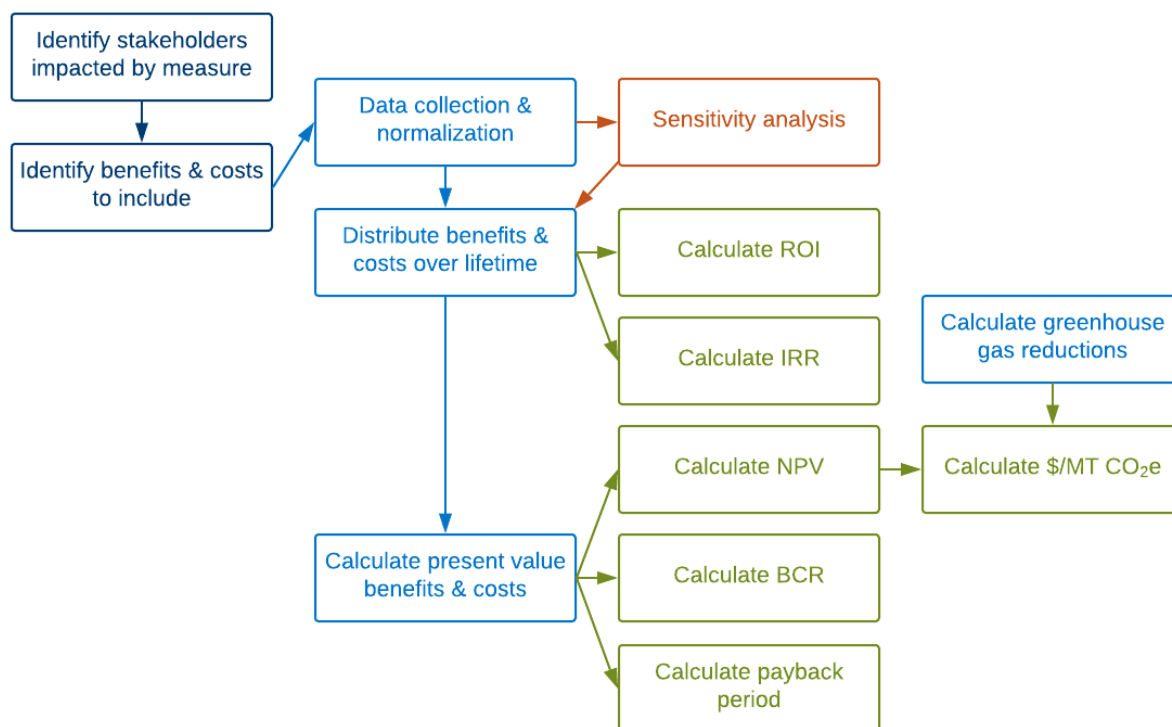 Identify stakeholders
impacted by measure
Identify benefits & costs
to include
Data collection &
normalization
Sensitivity analysis
Distribute benefits &
costs over lifetime
Calculate ROI
Calculate IRR
Calculate greenhouse
gas reductions
Calculate NPV
Calculate $/MT CO₂e
Calculate present value
benefits & costs
Calculate BCR
Calculate payback
period